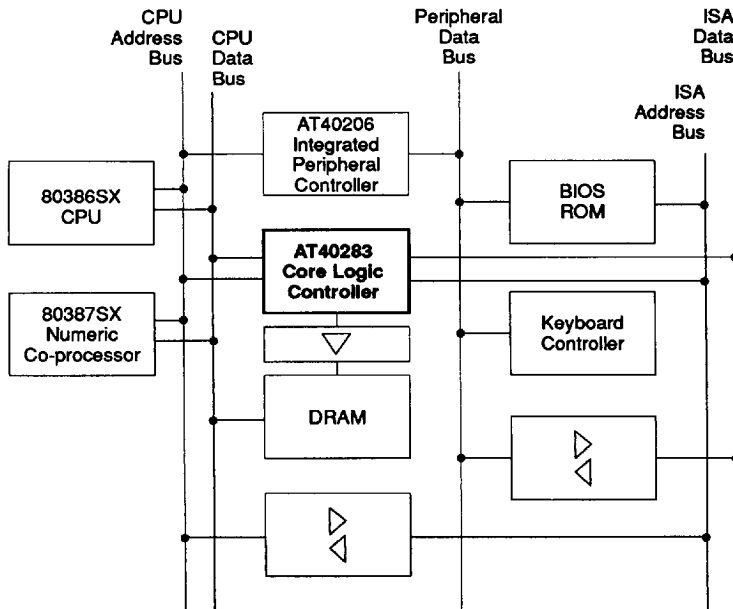 CPU
Address
Bus
CPU
Data
Bus
Peripheral
Data
Bus
ISA
Data
Bus
ISA
Address
Bus
AT40206
Integrated
Peripheral
Controller
80386SX
CPU
BIOS
ROM
AT40283
Core Logic
Controller
80387SX
Numeric
Co-processor
Keyboard
Controller
DRAM